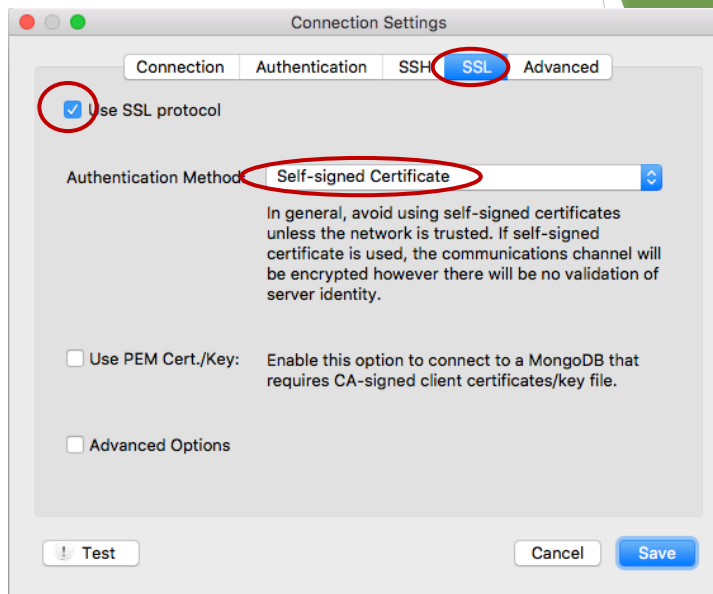 Connection Settings
Connection Authentication SSH SSL Advanced
Use SSL protocol
Authentication Method: Self-signed Certificate
In general, avoid using self-signed certificates
unless the network is trusted. If self-signed
certificate is used, the communications channel will
be encrypted however there will be no validation of
server identity.
Use PEM Cert./Key: Enable this option to connect to a MongoDB that
requires CA-signed client certificates/key file.
Advanced Options
! Test Cancel Save